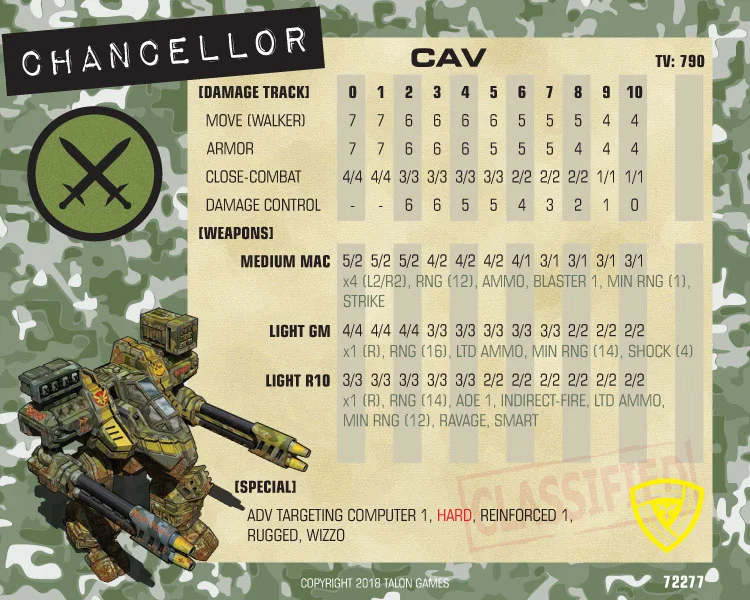 CHANCELLOR
CAV
TV: 790
[DAMAGE TRACK] 0 1 2 3 4 5 6 7 8 9 10
MOVE (WALKER) 7 7 6 6 6 6 5 5 5 4 4
ARMOR 7 7 6 6 6 5 5 5 4 4 4
CLOSE-COMBAT 4/4 4/4 3/3 3/3 3/3 3/3 2/2 2/2 2/2 1/1 1/1
DAMAGE CONTROL - - 6 6 5 5 4 3 2 1 0
[WEAPONS]
MEDIUM MAC 5/2 5/2 5/2 4/2 4/2 4/2 4/1 3/1 3/1 3/1 3/1
x4 (L2/R2), RNG (12), AMMO, BLASTER 1, MIN RNG (1),
STRIKE
LIGHT GM 4/4 4/4 4/4 3/3 3/3 3/3 3/3 3/3 2/2 2/2 2/2
x1 (R), RNG (16), LTD AMMO, MIN RNG (14), SHOCK (4)
LIGHT R10 3/3 3/3 3/3 3/3 3/3 2/2 2/2 2/2 2/2 2/2 2/2
x1 (R), RNG (14), AOE 1, INDIRECT-FIRE, LTD AMMO,
MIN RNG (12), RAVAGE, SMART
CLASSIFIED
[SPECIAL]
ADV TARGETING COMPUTER 1, HARD, REINFORCED 1,
RUGGED, WIZZO
COPYRIGHT 2018 TALON GAMES
72277